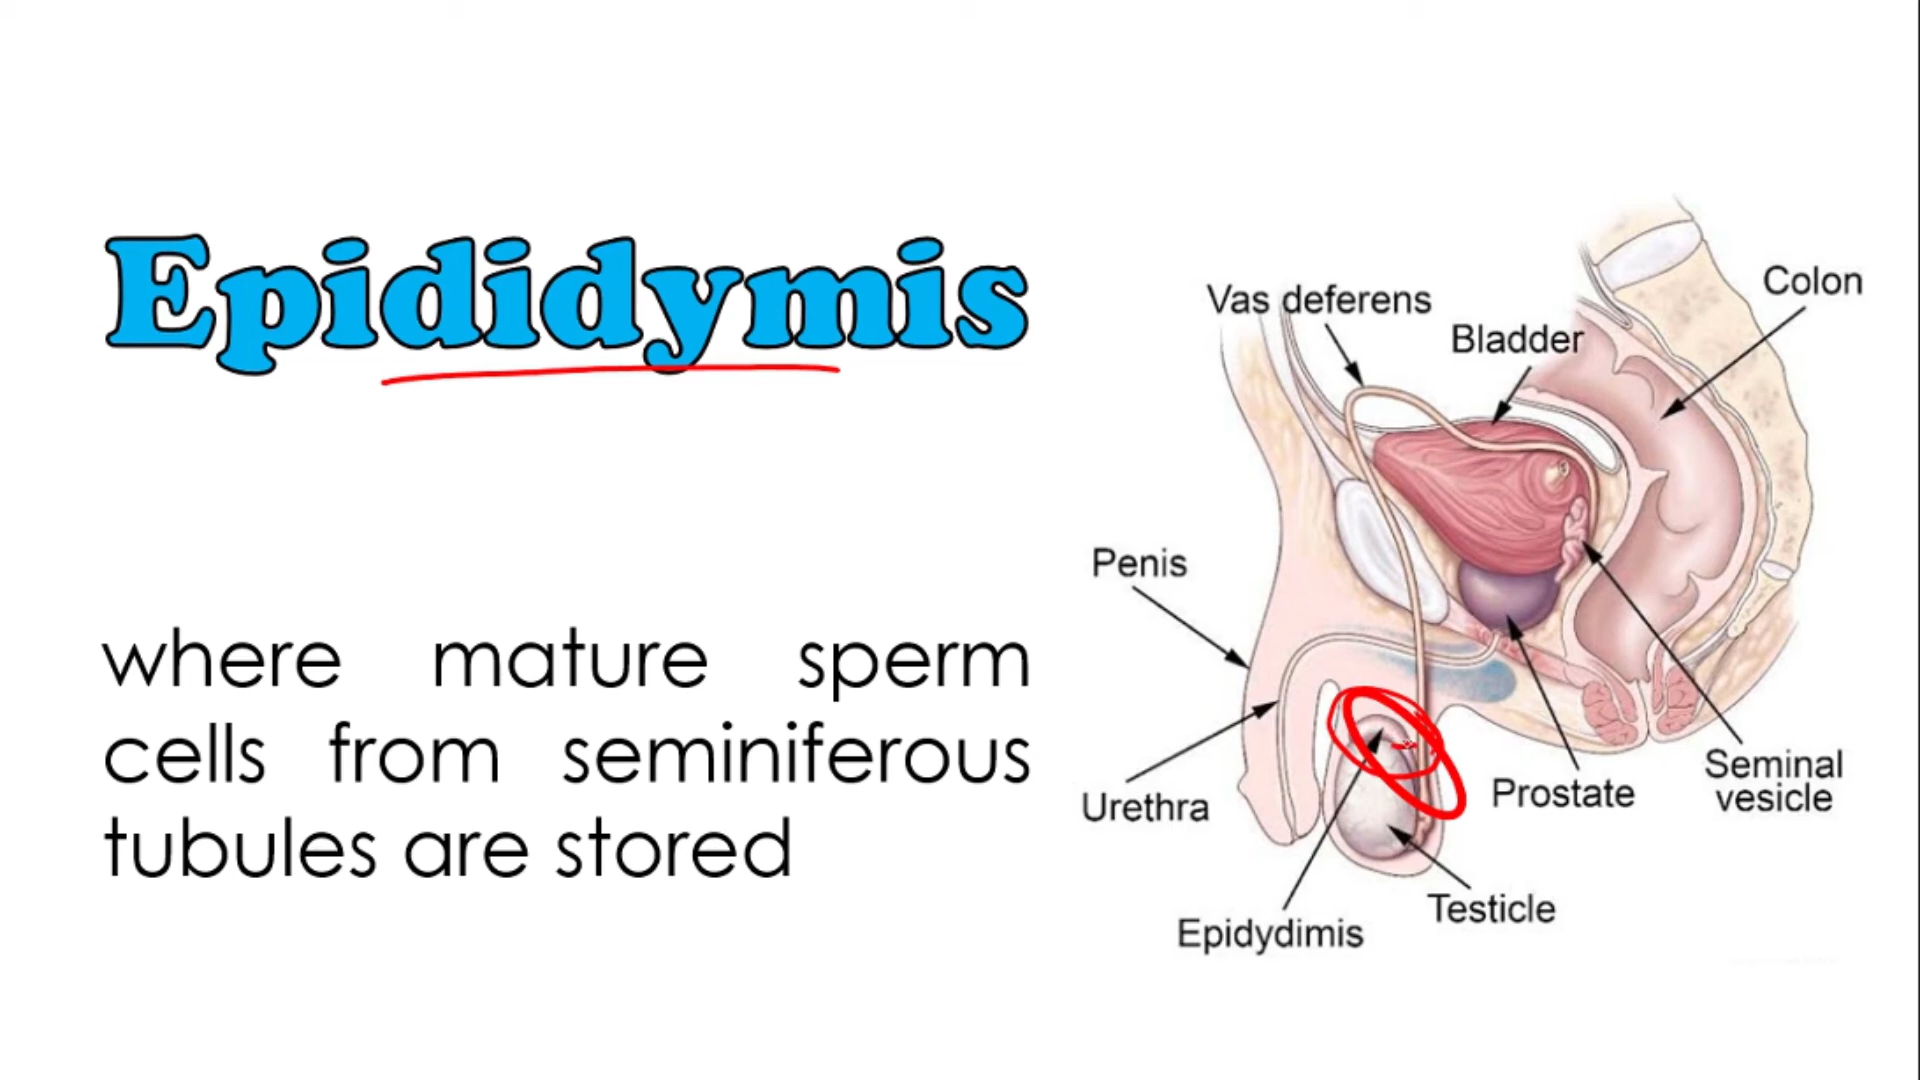 Epididymis
where mature sperm
cells from seminiferous
tubules are stored
Vas deferens
Colon
Bladder
Penis
Urethra
Prostate
Seminal
vesicle
Testicle
Epidydimis